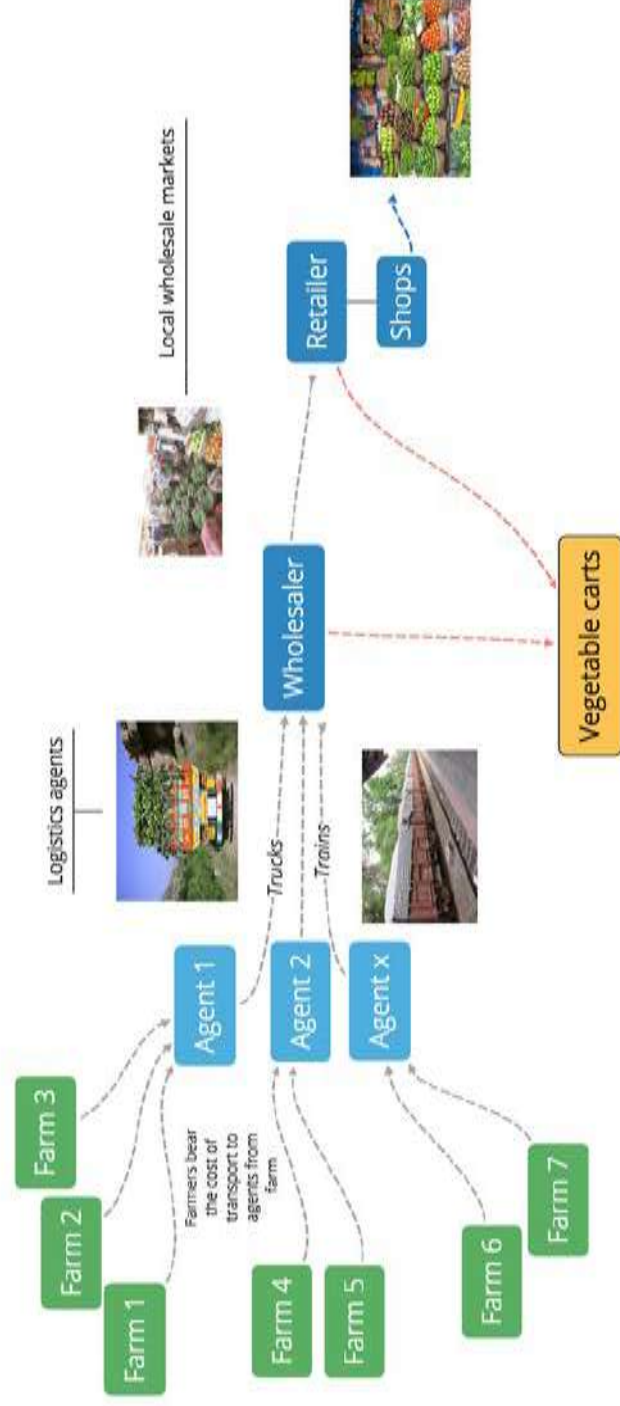 Farm 1
Farm 2
Farm 3
Farmers bear
the cost of
transport to
agents from
farm
Farm 4
Farm 5
Farm 6
Farm 7
Agent 1
Agent 2
Agent x
Logistics agents
Trucks
Trains
Wholesaler
Local wholesale markets
Retailer
Shops
Vegetable carts